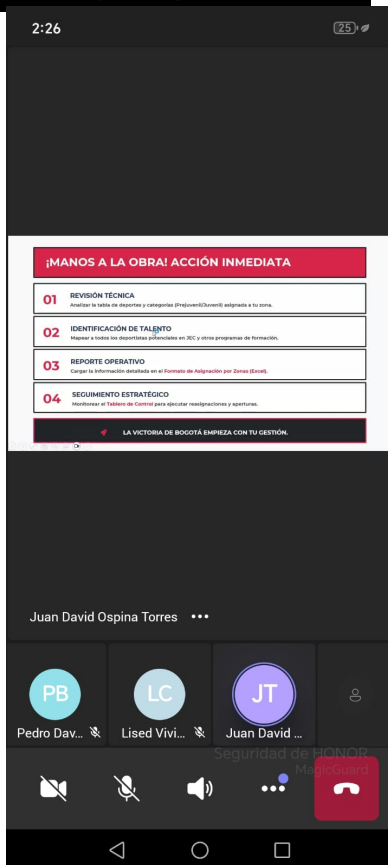 2:26
25
¡MANOS A LA OBRA! ACCIÓN INMEDIATA
01
REVISIÓN TÉCNICA
Analizar la tabla de deportes y categorías (Prejuvenil/Juvenil) asignada a tu zona.
02
IDENTIFICACIÓN DE TALENTO
Mapear a todos los deportistas potenciales en JEC y otros programas de formación.
03
REPORTE OPERATIVO
Cargar la información detallada en el Formato de Asignación por Zonas (Excel).
04
SEGUIMIENTO ESTRATÉGICO
Monitorear el Tablero de Control para ejecutar reasignaciones y aperturas.
LA VICTORIA DE BOGOTÁ EMPIEZA CON TU GESTIÓN.
Juan David Ospina Torres
PB
LC
JT
Pedro Dav...
Lised Vivi...
Juan David ...
Seguridad de HONOR
MagicGuard